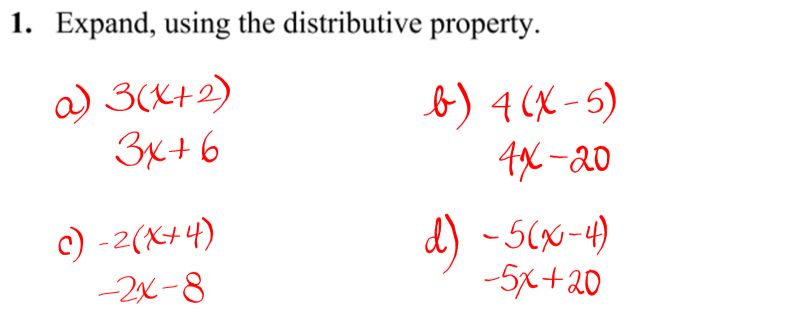 1. Expand, using the distributive property.
a) 3(x+2)
3x+6
b) 4(x-5)
4x-20
c) -2(x+4)
-2x-8
d) -5(x-4)
-5x+20